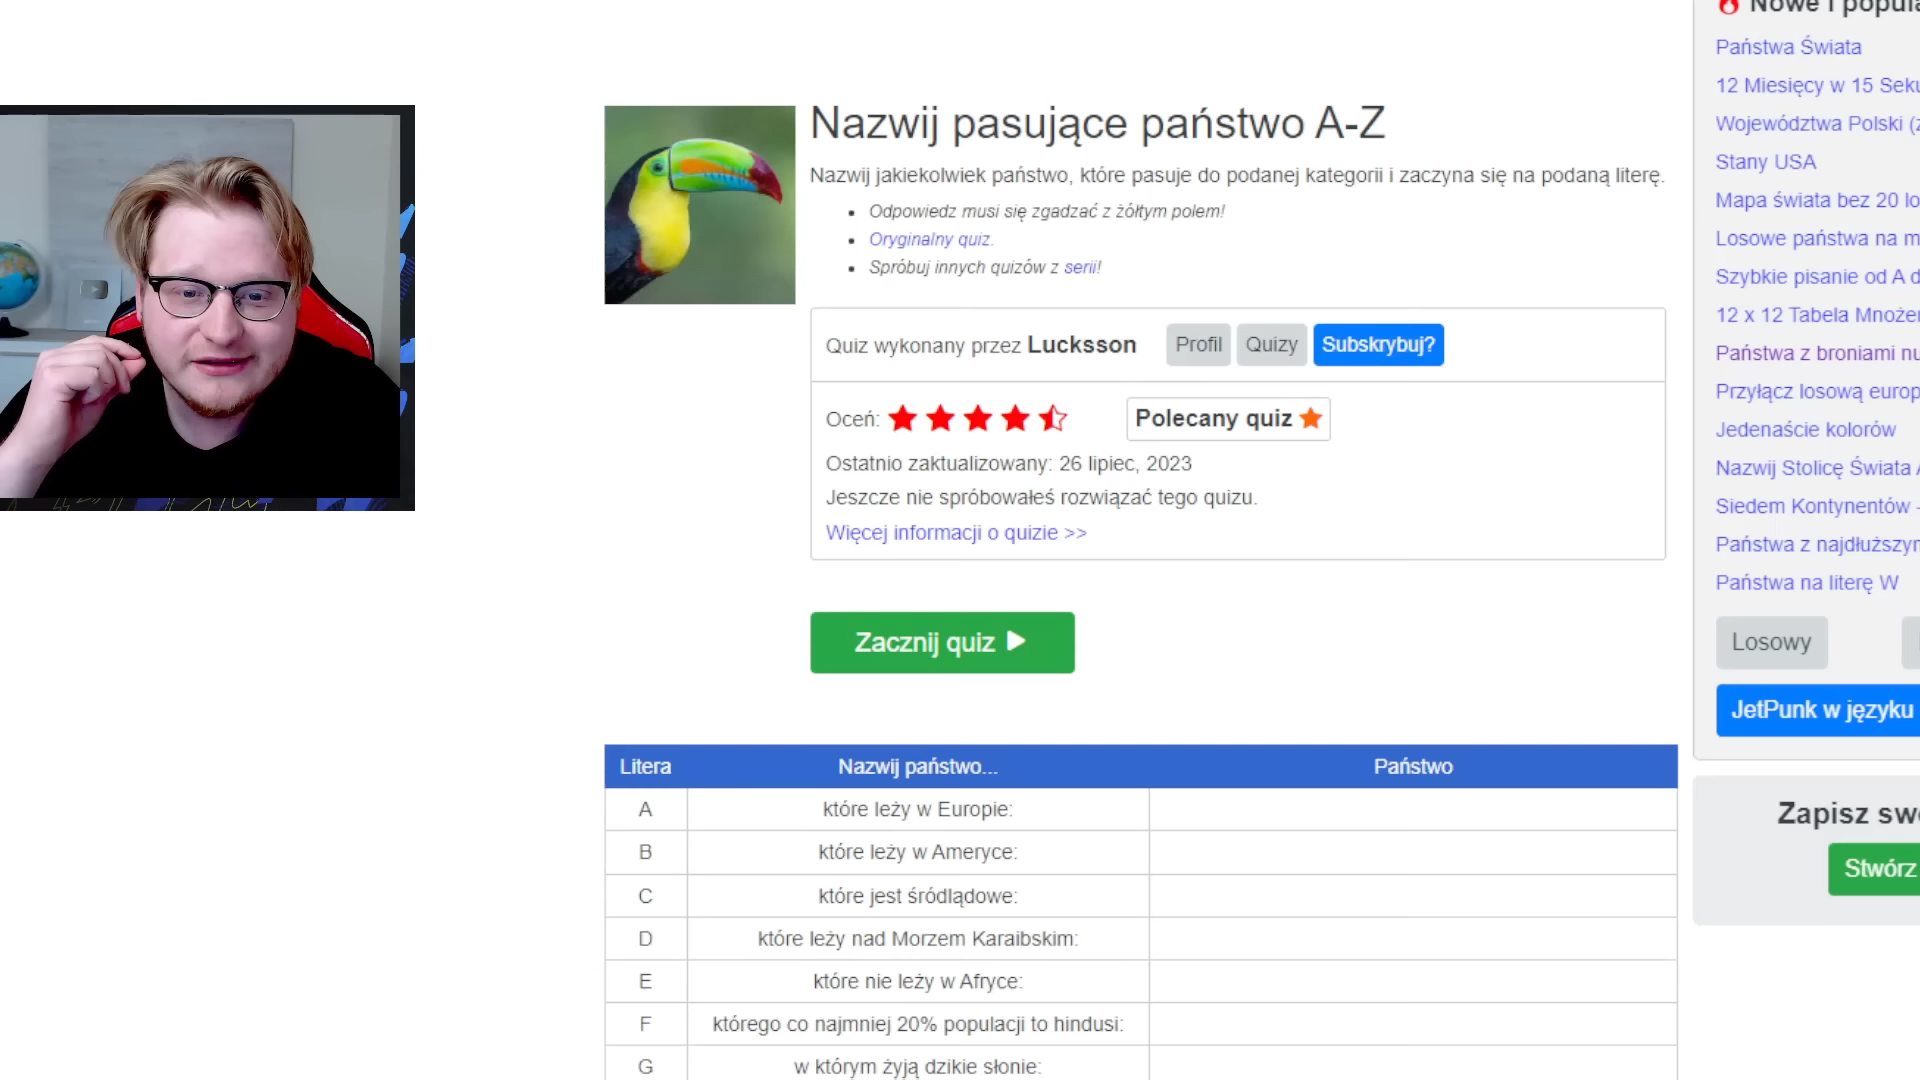 Nazwij pasujące państwo A-Z
Nazwij jakiekolwiek państwo, które pasuje do podanej kategorii i zaczyna się na podaną literę.
Odpowiedz musi się zgadzać z żółtym polem!
Oryginalny quiz.
Spróbuj innych quizów z serii!
Quiz wykonany przez Lucksson Profil Quizy Subskrybuj?
Oceń: Polecany quiz
Ostatnio zaktualizowany: 26 lipiec, 2023
Jeszcze nie spróbowałeś rozwiązać tego quizu.
Więcej informacji o quizie >>
Zacznij quiz
Litera Nazwij państwo... Państwo
A które leży w Europie:
B które leży w Ameryce:
C które jest śródlądowe:
D które leży nad Morzem Karaibskim:
E które nie leży w Afryce:
F którego co najmniej 20% populacji to hindusi:
G w którym żyją dzikie słonie:
Nowe i popula
Państwa Świata
12 Miesięcy w 15 Seku
Województwa Polski (z
Stany USA
Mapa świata bez 20 lo
Losowe państwa na m
Szybkie pisanie od A d
12 x 12 Tabela Mnożen
Państwa z broniami nu
Przyłącz losową europ
Jedenaście kolorów
Nazwij Stolicę Świata A
Siedem Kontynentów -
Państwa z najdłuższyn
Państwa na literę W
Losowy
JetPunk w języku
Zapisz swo
Stwórz